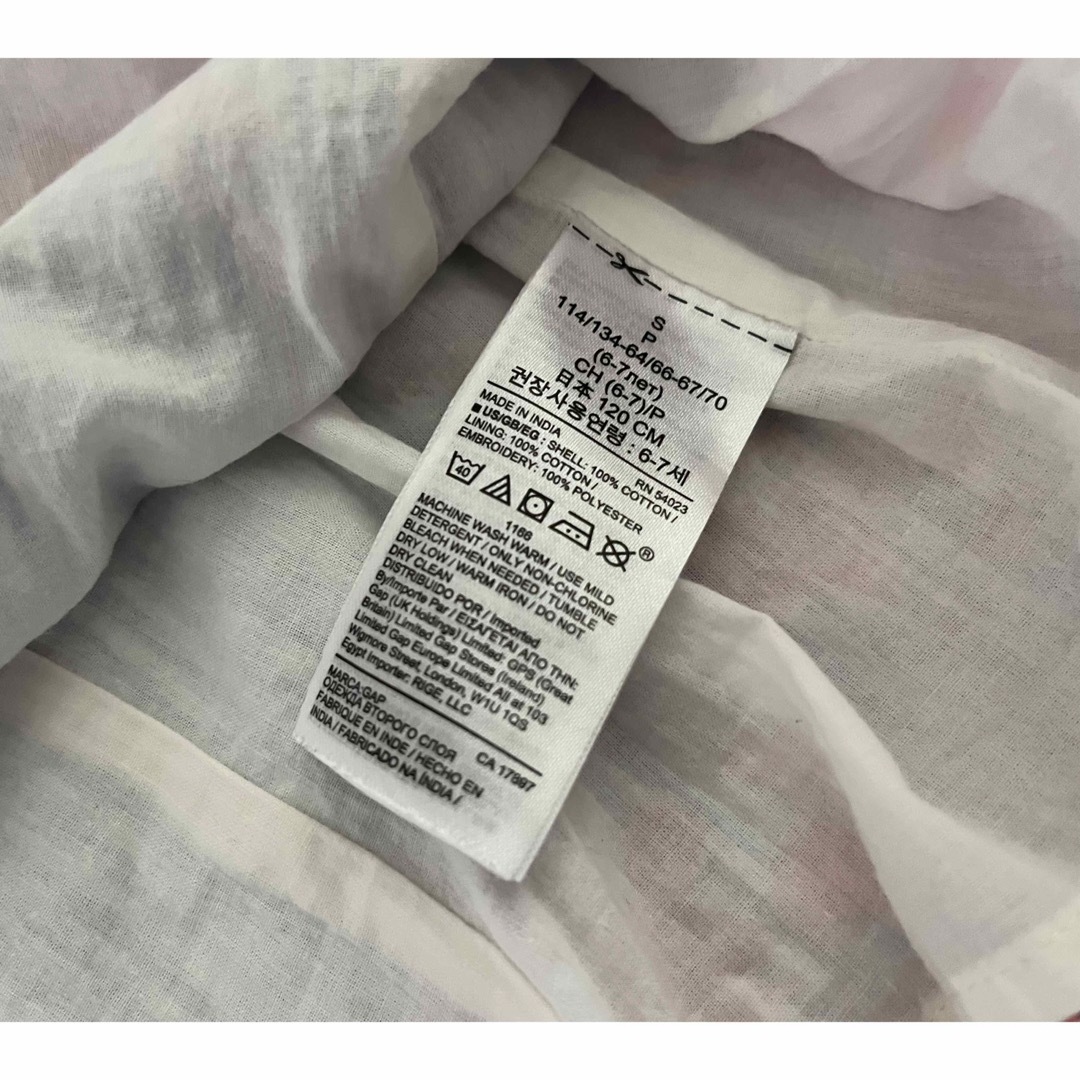 S
P
114/134-64/66-67/70
(6-7лет)
CH (6-7)/P
日本 120 CM
권장사용연령 : 6-7세
MADE IN INDIA RN 54023
■ US/GB/EG : SHELL: 100% COTTON /
LINING: 100% COTTON /
EMBROIDERY: 100% POLYESTER
40
®
1166
MACHINE WASH WARM / USE MILD
DETERGENT / ONLY NON-CHLORINE
BLEACH WHEN NEEDED / TUMBLE
DRY LOW / WARM IRON / DO NOT
DRY CLEAN
DISTRIBUIDO POR / Imported
By/Importe Par / ΕΙΣΑΓΕΤΑΙ ΑΠΟ ΤΗΝ:
Gap (UK Holdings) Limited: GPS (Great
Britain) Limited Gap Stores (Ireland)
Limited Gap Europe Limited All at 103
Wigmore Street, London, W1U 1QS
Egypt Importer: RIGE, LLC
MARCA:GAP
ОДЕЖДА ВТОРОГО СЛОЯ CA 17897
FABRIQUE EN INDE / HECHO EN
INDIA / FABRICADO NA ÍNDIA /